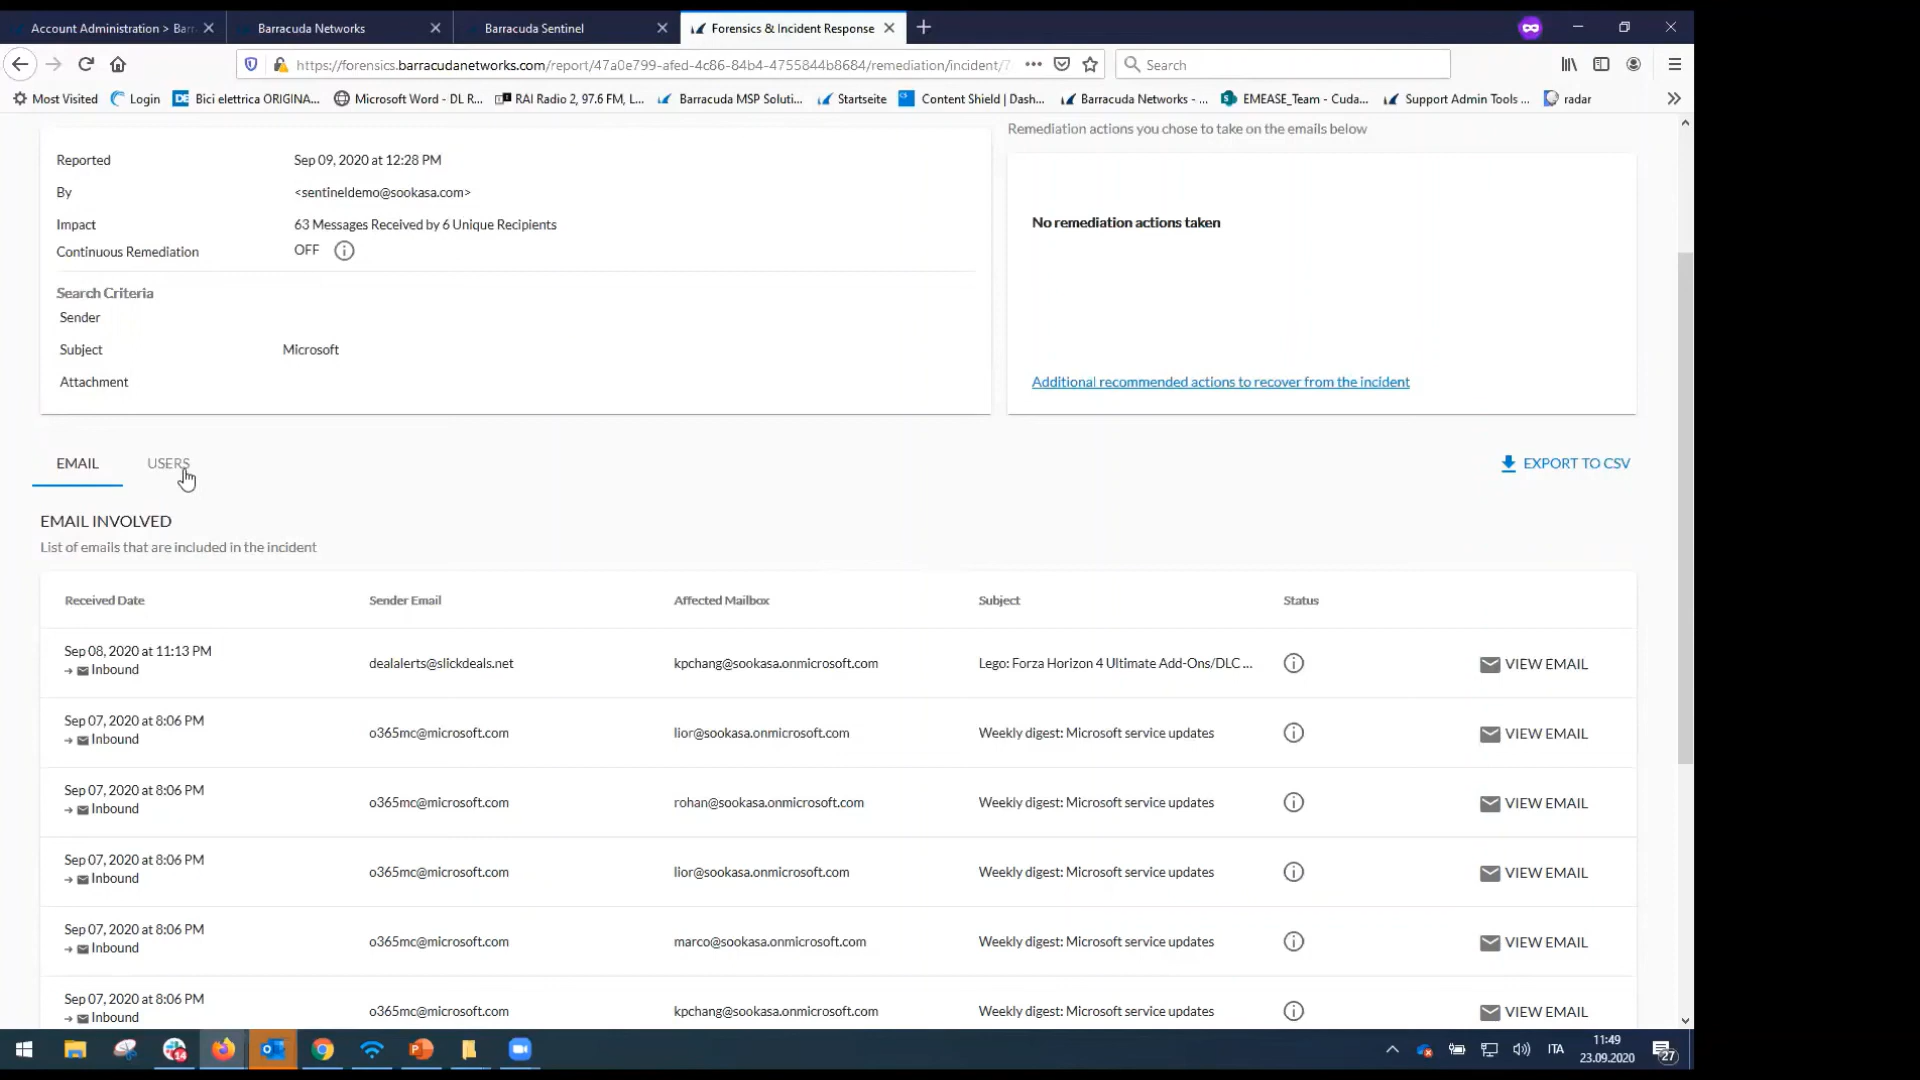 Account Administration > Barr
Barracuda Networks
Barracuda Sentinel
Forensics & Incident Response
https://forensics.barracudanetworks.com/report/47a0e799-afed-4c86-84b4-4755844b8684/remediation/incident/7
Search
Most Visited
Login
DE Bici elettrica ORIGINA...
Microsoft Word - DL R...
RAI Radio 2, 97.6 FM, L...
Barracuda MSP Soluti...
Startseite
CS Content Shield | Dash...
Barracuda Networks - ...
EMEASE_Team - Cuda...
Support Admin Tools ...
radar
Remediation actions you chose to take on the emails below
Reported Sep 09, 2020 at 12:28 PM
By <sentineldemo@sookasa.com>
Impact 63 Messages Received by 6 Unique Recipients
Continuous Remediation OFF
Search Criteria
Sender
Subject Microsoft
Attachment
No remediation actions taken
Additional recommended actions to recover from the incident
EMAIL USERS
EXPORT TO CSV
EMAIL INVOLVED
List of emails that are included in the incident
Received Date Sender Email Affected Mailbox Subject Status
Sep 08, 2020 at 11:13 PM
Inbound
dealalerts@slickdeals.net kpchang@sookasa.onmicrosoft.com Lego: Forza Horizon 4 Ultimate Add-Ons/DLC ... VIEW EMAIL
Sep 07, 2020 at 8:06 PM
Inbound
o365mc@microsoft.com lior@sookasa.onmicrosoft.com Weekly digest: Microsoft service updates VIEW EMAIL
Sep 07, 2020 at 8:06 PM
Inbound
o365mc@microsoft.com rohan@sookasa.onmicrosoft.com Weekly digest: Microsoft service updates VIEW EMAIL
Sep 07, 2020 at 8:06 PM
Inbound
o365mc@microsoft.com lior@sookasa.onmicrosoft.com Weekly digest: Microsoft service updates VIEW EMAIL
Sep 07, 2020 at 8:06 PM
Inbound
o365mc@microsoft.com marco@sookasa.onmicrosoft.com Weekly digest: Microsoft service updates VIEW EMAIL
Sep 07, 2020 at 8:06 PM
Inbound
o365mc@microsoft.com kpchang@sookasa.onmicrosoft.com Weekly digest: Microsoft service updates VIEW EMAIL
14
ITA
11:49
23.09.2020
27